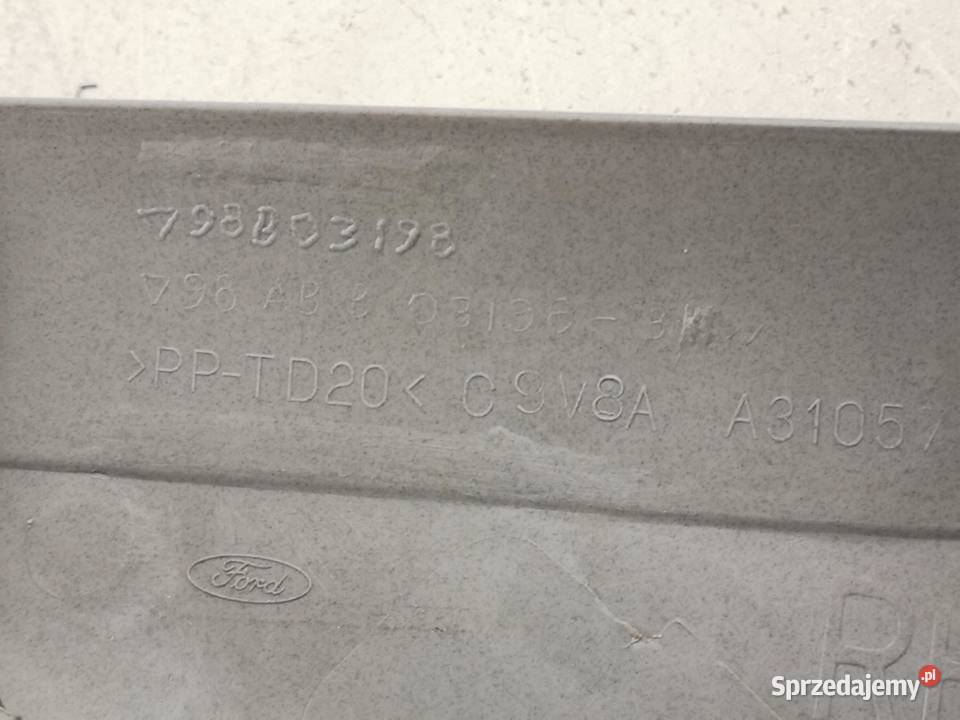 798B03198
>PP-TD20< C9V8A A31057
Ford
Sprzedajemy.pl